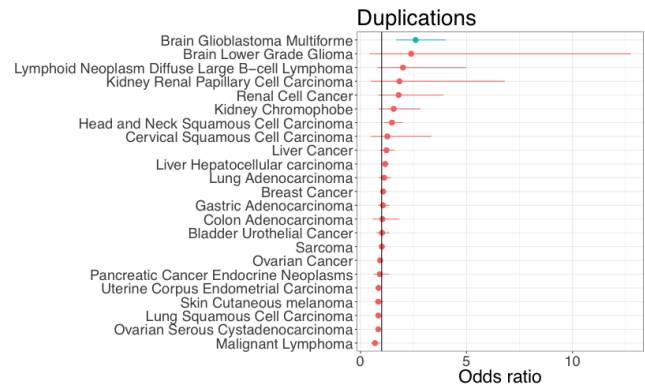 Duplications
Brain Glioblastoma Multiforme
Brain Lower Grade Glioma
Lymphoid Neoplasm Diffuse Large B−cell Lymphoma
Kidney Renal Papillary Cell Carcinoma
Renal Cell Cancer
Kidney Chromophobe
Head and Neck Squamous Cell Carcinoma
Cervical Squamous Cell Carcinoma
Liver Cancer
Liver Hepatocellular carcinoma
Lung Adenocarcinoma
Breast Cancer
Gastric Adenocarcinoma
Colon Adenocarcinoma
Bladder Urothelial Cancer
Sarcoma
Ovarian Cancer
Pancreatic Cancer Endocrine Neoplasms
Uterine Corpus Endometrial Carcinoma
Skin Cutaneous melanoma
Lung Squamous Cell Carcinoma
Ovarian Serous Cystadenocarcinoma
Malignant Lymphoma
0 5 10
Odds ratio